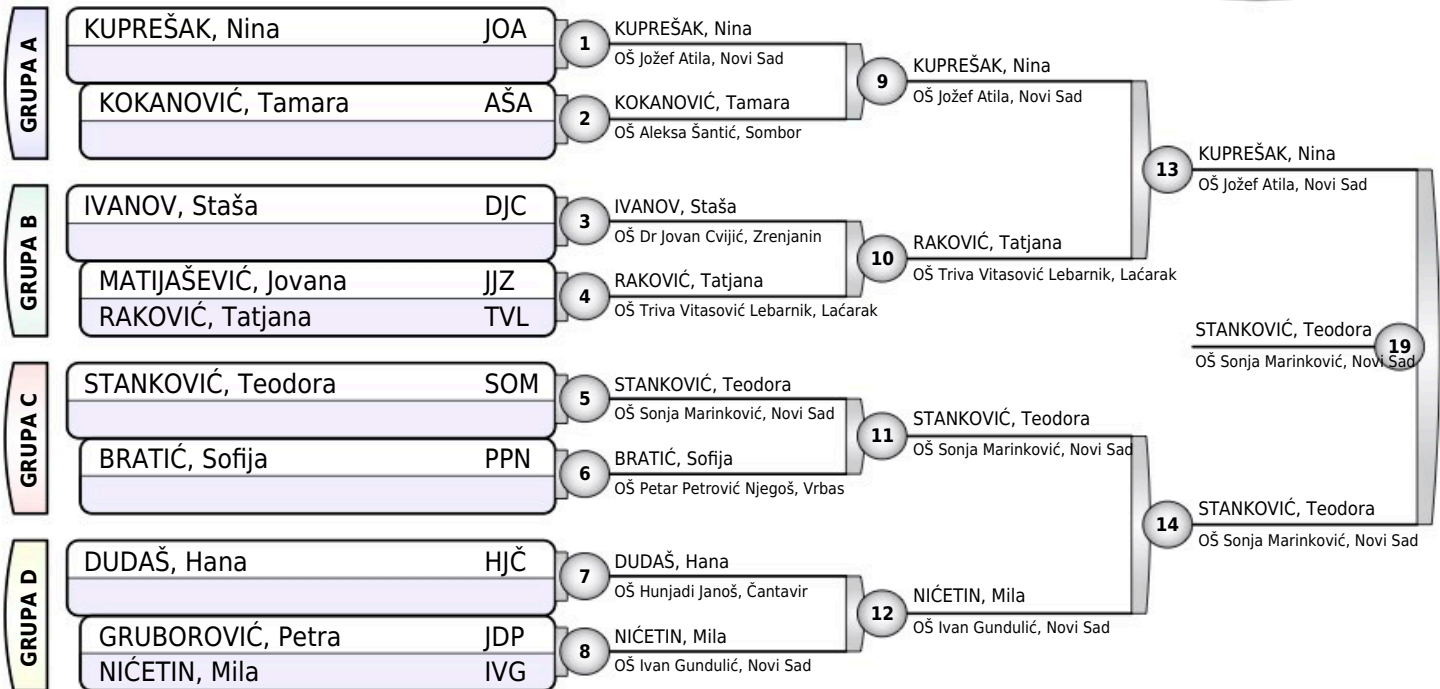 GRUPA A
KUPREŠAK, Nina JOA
KOKANOVIĆ, Tamara AŠA
GRUPA B
IVANOV, Staša DJC
MATIJAŠEVIĆ, Jovana JJZ
RAKOVIĆ, Tatjana TVL
GRUPA C
STANKOVIĆ, Teodora SOM
BRATIĆ, Sofija PPN
GRUPA D
DUDAŠ, Hana HJČ
GRUBOROVIĆ, Petra JDP
NIĆETIN, Mila IVG
1
KUPREŠAK, Nina
OŠ Jožef Atila, Novi Sad
2
KOKANOVIĆ, Tamara
OŠ Aleksa Šantić, Sombor
3
IVANOV, Staša
OŠ Dr Jovan Cvijić, Zrenjanin
4
RAKOVIĆ, Tatjana
OŠ Triva Vitasović Lebarnik, Laćarak
5
STANKOVIĆ, Teodora
OŠ Sonja Marinković, Novi Sad
6
BRATIĆ, Sofija
OŠ Petar Petrović Njegoš, Vrbas
7
DUDAŠ, Hana
OŠ Hunjadi Janoš, Čantavir
8
NIĆETIN, Mila
OŠ Ivan Gundulić, Novi Sad
9
KUPREŠAK, Nina
OŠ Jožef Atila, Novi Sad
10
RAKOVIĆ, Tatjana
OŠ Triva Vitasović Lebarnik, Laćarak
11
STANKOVIĆ, Teodora
OŠ Sonja Marinković, Novi Sad
12
NIĆETIN, Mila
OŠ Ivan Gundulić, Novi Sad
13
KUPREŠAK, Nina
OŠ Jožef Atila, Novi Sad
14
STANKOVIĆ, Teodora
OŠ Sonja Marinković, Novi Sad
STANKOVIĆ, Teodora
19
OŠ Sonja Marinković, Novi Sad